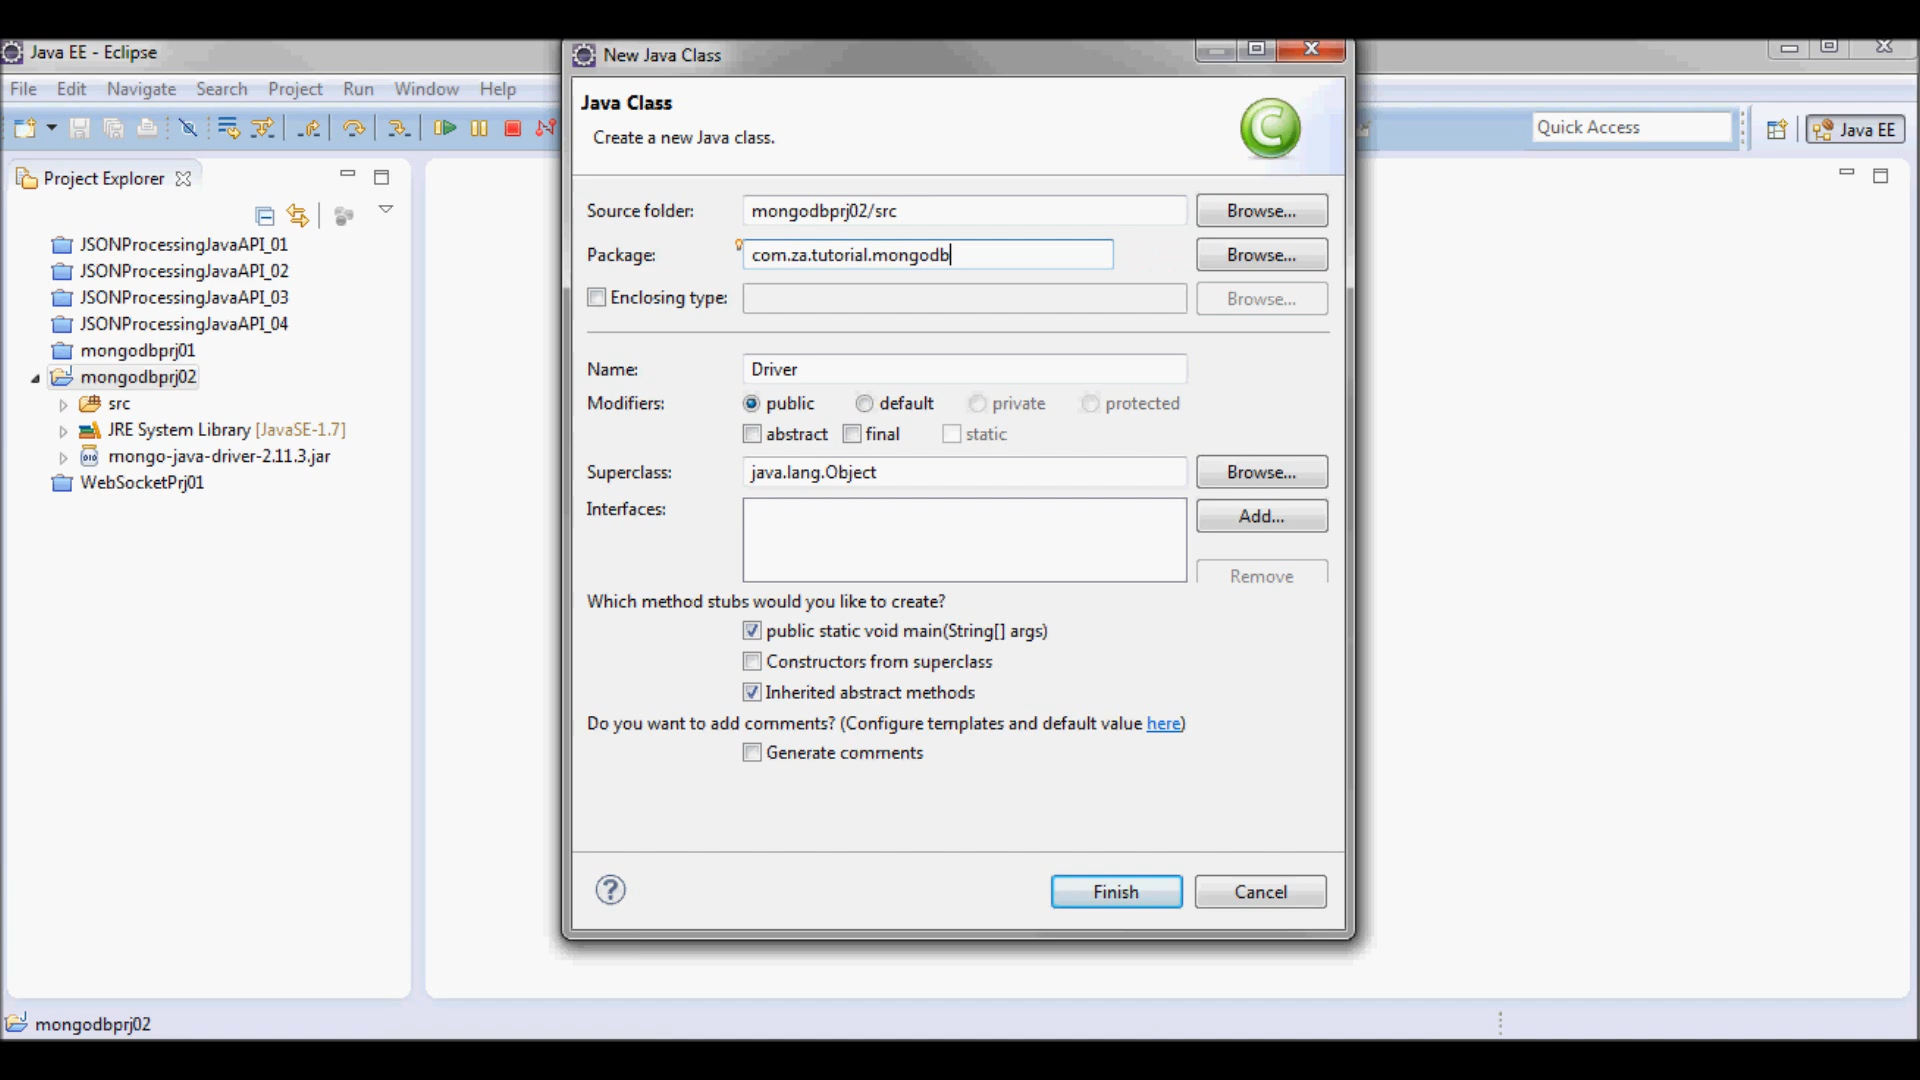 Java EE - Eclipse
New Java Class
File Edit Navigate Search Project Run Window Help
Java Class
Create a new Java class.
Quick Access
Java EE
Project Explorer
JSONProcessingJavaAPI_01
JSONProcessingJavaAPI_02
JSONProcessingJavaAPI_03
JSONProcessingJavaAPI_04
mongodbprj01
mongodbprj02
src
JRE System Library [JavaSE-1.7]
mongo-java-driver-2.11.3.jar
WebSocketPrj01
Source folder: mongodbprj02/src Browse...
Package: com.za.tutorial.mongodb Browse...
Enclosing type: Browse...
Name: Driver
Modifiers: public default private protected
abstract final static
Superclass: java.lang.Object Browse...
Interfaces: Add...
Remove
Which method stubs would you like to create?
public static void main(String[] args)
Constructors from superclass
Inherited abstract methods
Do you want to add comments? (Configure templates and default value here)
Generate comments
Finish Cancel
mongodbprj02